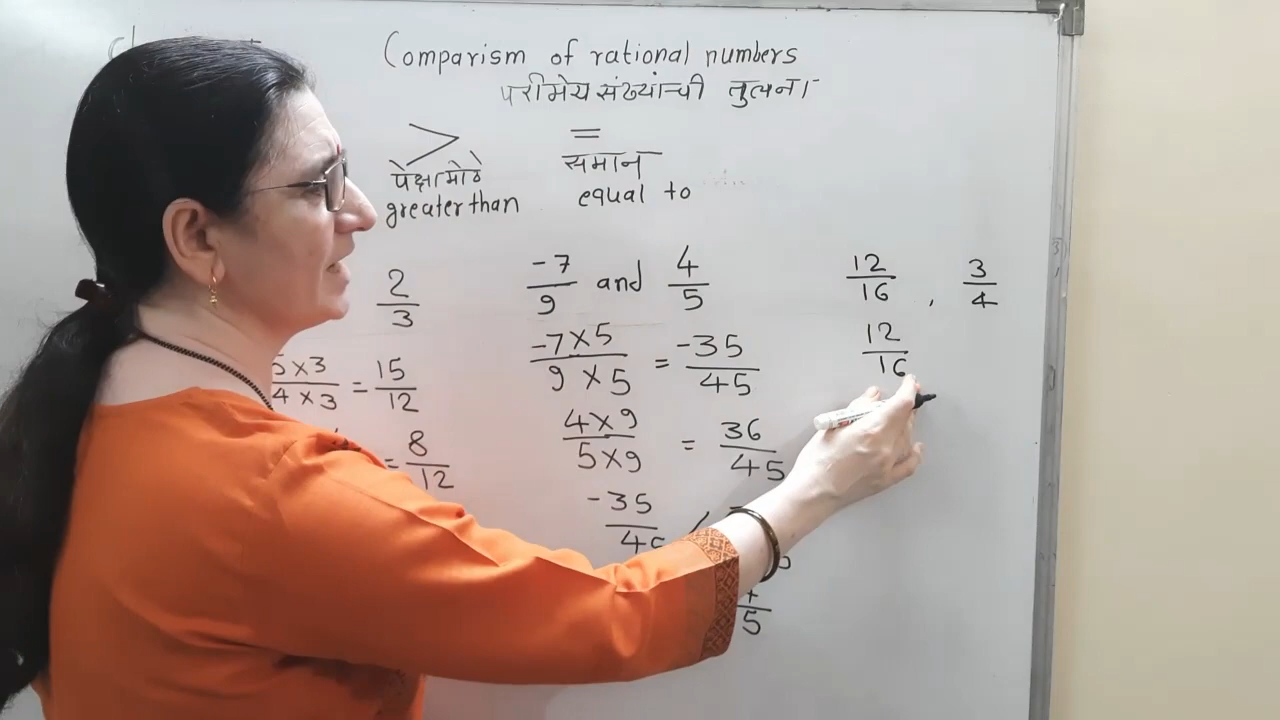 Comparism of rational numbers
परीमेय संख्यांन्ची तुलना
> =
पेक्षा मोठे समान
greater than equal to
2/3
-7/9 and 4/5
12/16 , 3/4
5×3/4×3 = 15/12
-7×5/9×5 = -35/45
12/16
= 8/12
4×9/5×9 = 36/45
-35
5